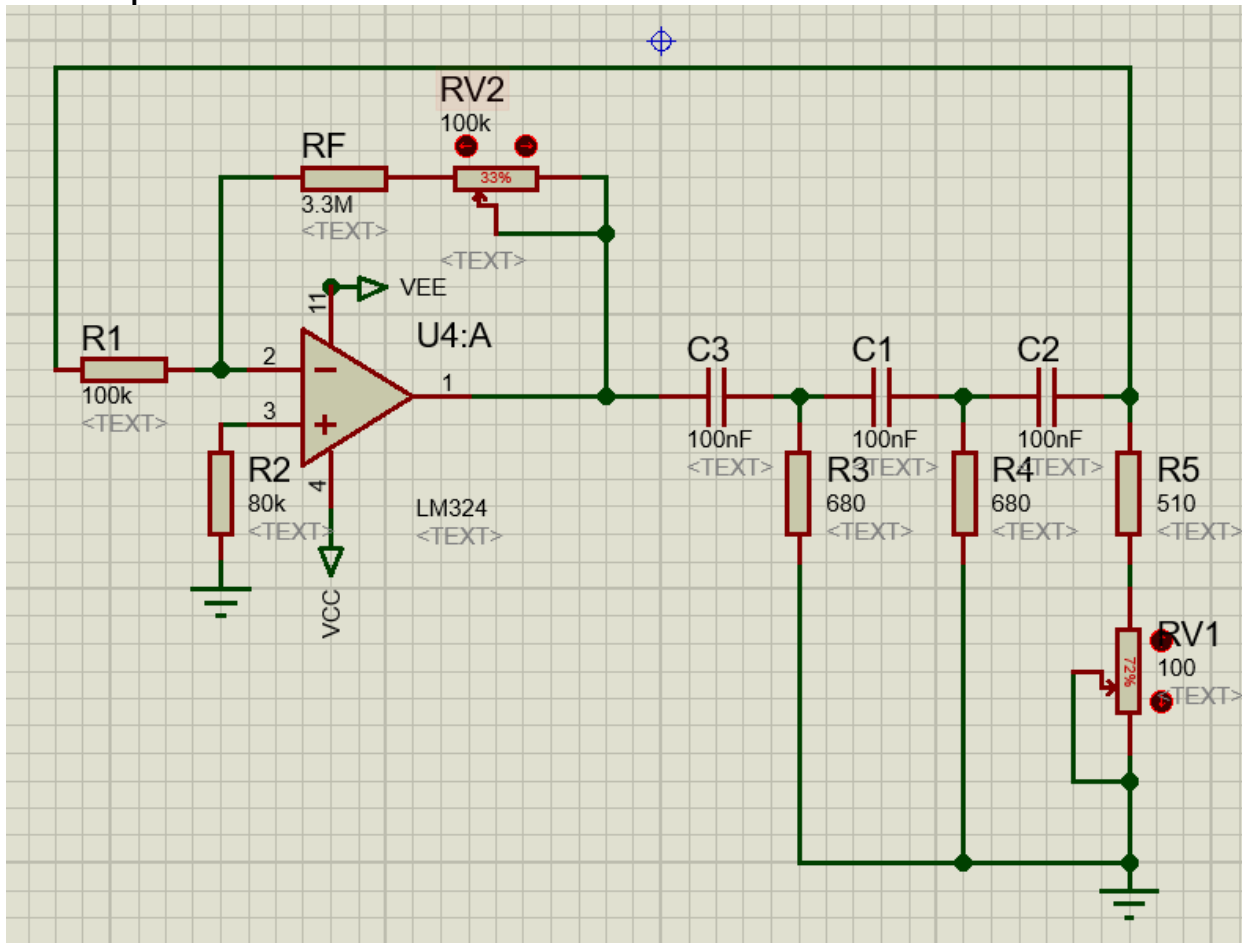 RV2
100k
33%
<TEXT>
RF
3.3M
<TEXT>
VEE
11
U4:A
R1
100k
<TEXT>
2
3
1
4
LM324
<TEXT>
R2
80k
<TEXT>
VCC
C3
100nF
<TEXT>
C1
100nF
<TEXT>
C2
100nF
<TEXT>
R3
680
<TEXT>
R4
680
<TEXT>
R5
510
<TEXT>
RV1
100
72%
<TEXT>